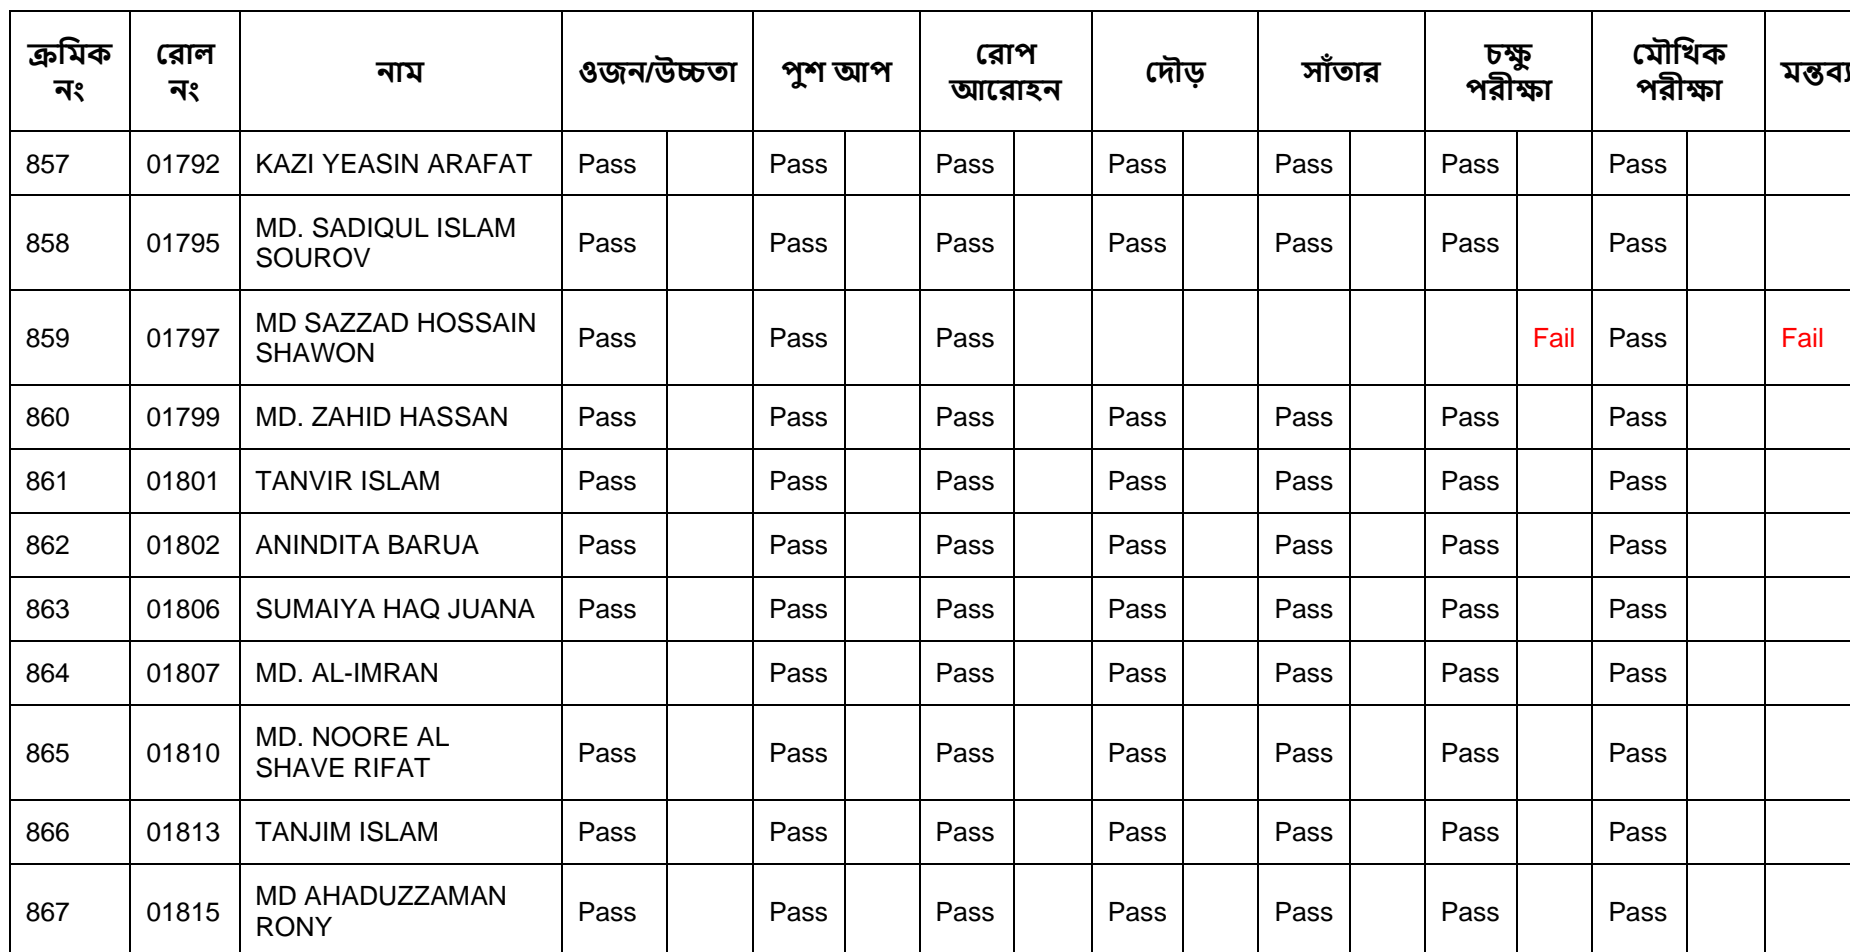 ক্রমিক নং রোল নং নাম ওজন/উচ্চতা পুশ আপ রোপ আরোহন দৌড় সাঁতার চক্ষু পরীক্ষা মৌখিক পরীক্ষা মন্তব্য
857 01792 KAZI YEASIN ARAFAT Pass Pass Pass Pass Pass Pass Pass
858 01795 MD. SADIQUL ISLAM SOUROV Pass Pass Pass Pass Pass Pass Pass
859 01797 MD SAZZAD HOSSAIN SHAWON Pass Pass Pass Fail Pass Fail
860 01799 MD. ZAHID HASSAN Pass Pass Pass Pass Pass Pass Pass
861 01801 TANVIR ISLAM Pass Pass Pass Pass Pass Pass Pass
862 01802 ANINDITA BARUA Pass Pass Pass Pass Pass Pass Pass
863 01806 SUMAIYA HAQ JUANA Pass Pass Pass Pass Pass Pass Pass
864 01807 MD. AL-IMRAN Pass Pass Pass Pass Pass Pass
865 01810 MD. NOORE AL SHAVE RIFAT Pass Pass Pass Pass Pass Pass Pass
866 01813 TANJIM ISLAM Pass Pass Pass Pass Pass Pass Pass
867 01815 MD AHADUZZAMAN RONY Pass Pass Pass Pass Pass Pass Pass